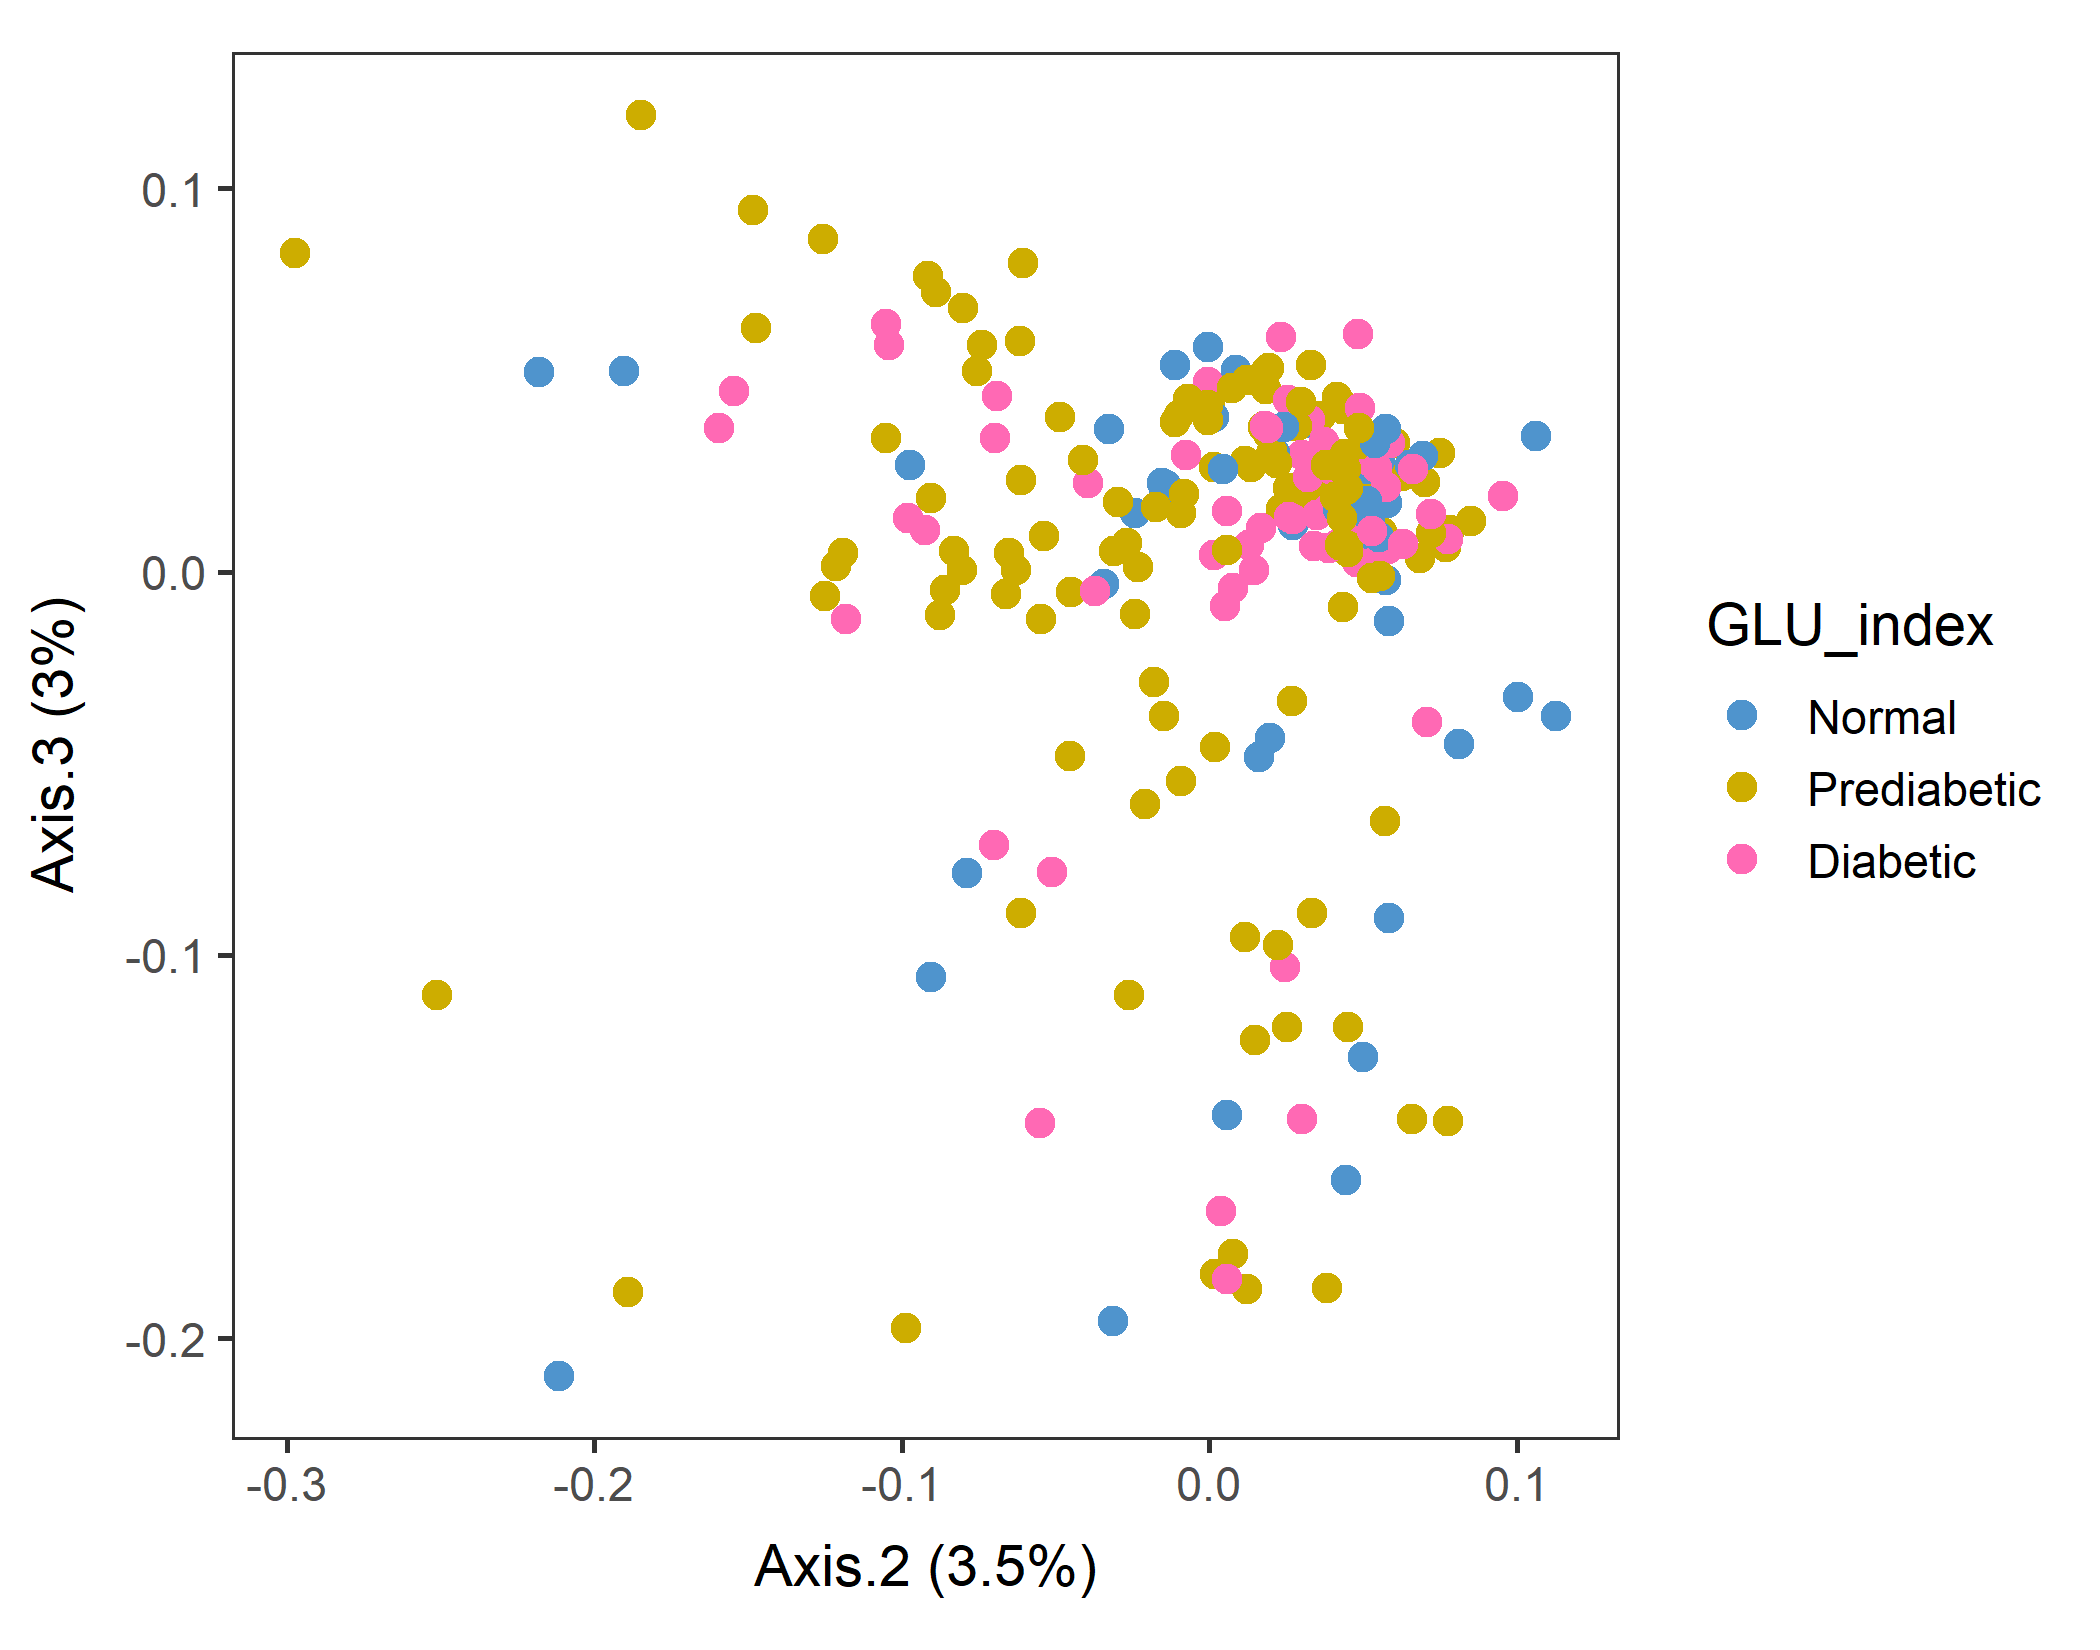 0.1
0.0
-0.1
-0.2
Axis.3 (3%)
-0.3
-0.2
-0.1
0.0
0.1
Axis.2 (3.5%)
GLU_index
Normal
Prediabetic
Diabetic